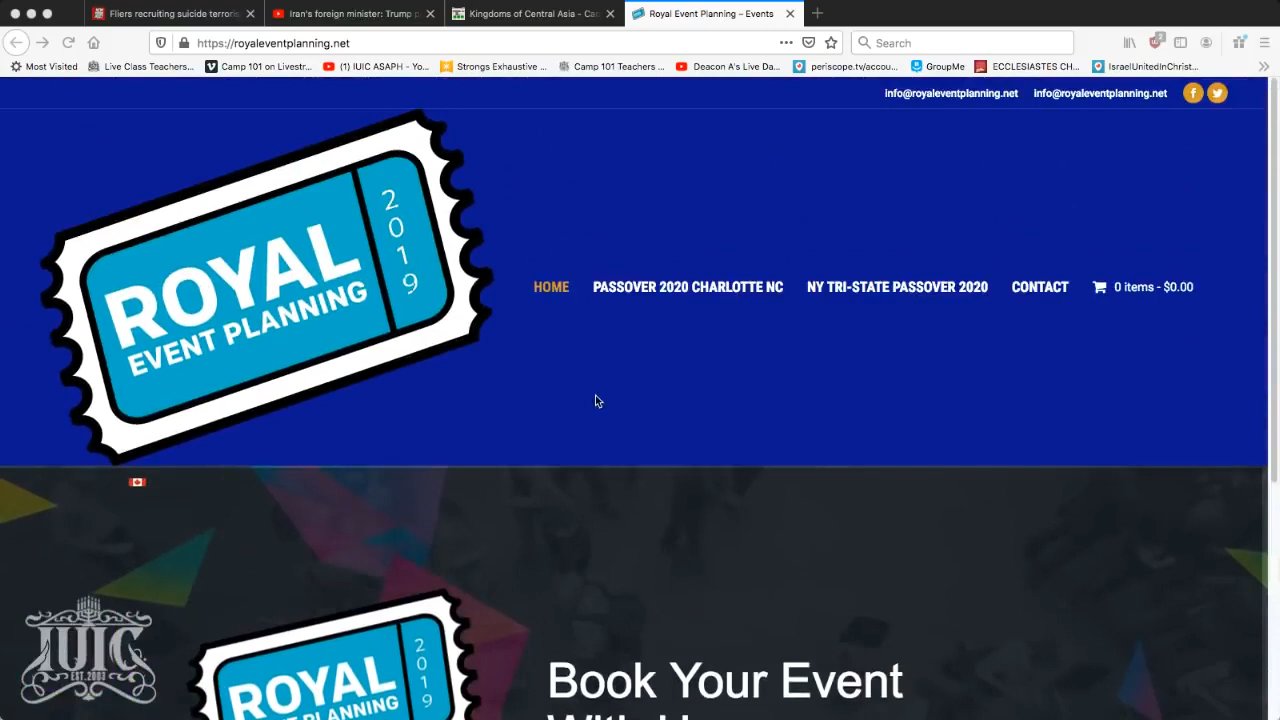 Fliers recruiting suicide terroris
Iran's foreign minister: Trump p
Kingdoms of Central Asia - Ca
Royal Event Planning – Events
https://royaleventplanning.net
Search
Most Visited
Live Class Teachers...
Camp 101 on Livestr...
(1) IUIC ASAPH - Yo...
Strongs Exhaustive ...
Camp 101 Teachers ...
Deacon A's Live Da...
periscope.tv/accou...
GroupMe
ECCLESIASTES CH...
IsraelUnitedInChrist...
info@royaleventplanning.net
info@royaleventplanning.net
ROYAL
EVENT PLANNING
2019
HOME
PASSOVER 2020 CHARLOTTE NC
NY TRI-STATE PASSOVER 2020
CONTACT
0 items - $0.00
ROYAL
EVENT PLANNING
2019
Book Your Event
IUIC
EST. 2003